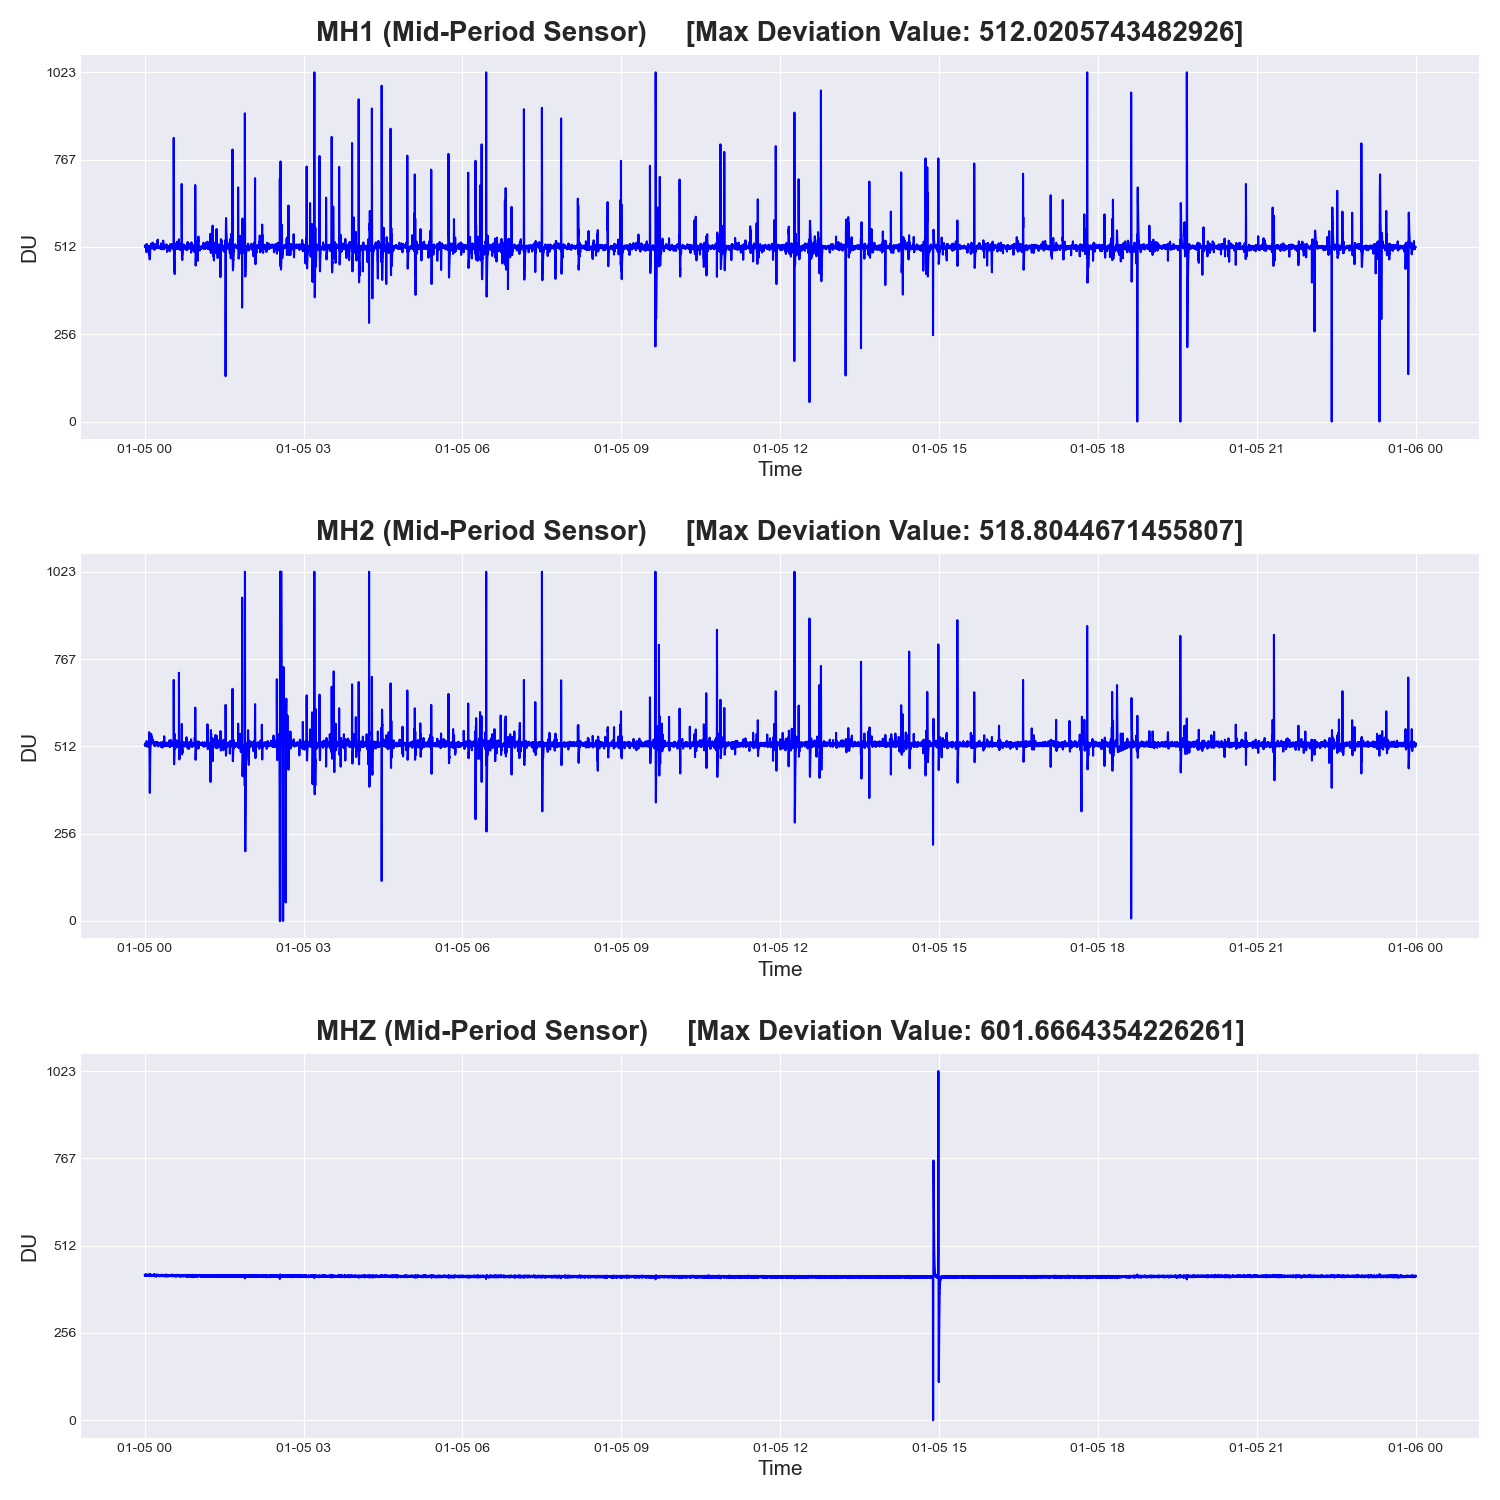 MH1 (Mid-Period Sensor) [Max Deviation Value: 512.0205743482926]
1023
767
512
256
0
DU
01-05 00 01-05 03 01-05 06 01-05 09 01-05 12 01-05 15 01-05 18 01-05 21 01-06 00
Time
MH2 (Mid-Period Sensor) [Max Deviation Value: 518.8044671455807]
1023
767
512
256
0
DU
01-05 00 01-05 03 01-05 06 01-05 09 01-05 12 01-05 15 01-05 18 01-05 21 01-06 00
Time
MHZ (Mid-Period Sensor) [Max Deviation Value: 601.6664354226261]
1023
767
512
256
0
DU
01-05 00 01-05 03 01-05 06 01-05 09 01-05 12 01-05 15 01-05 18 01-05 21 01-06 00
Time